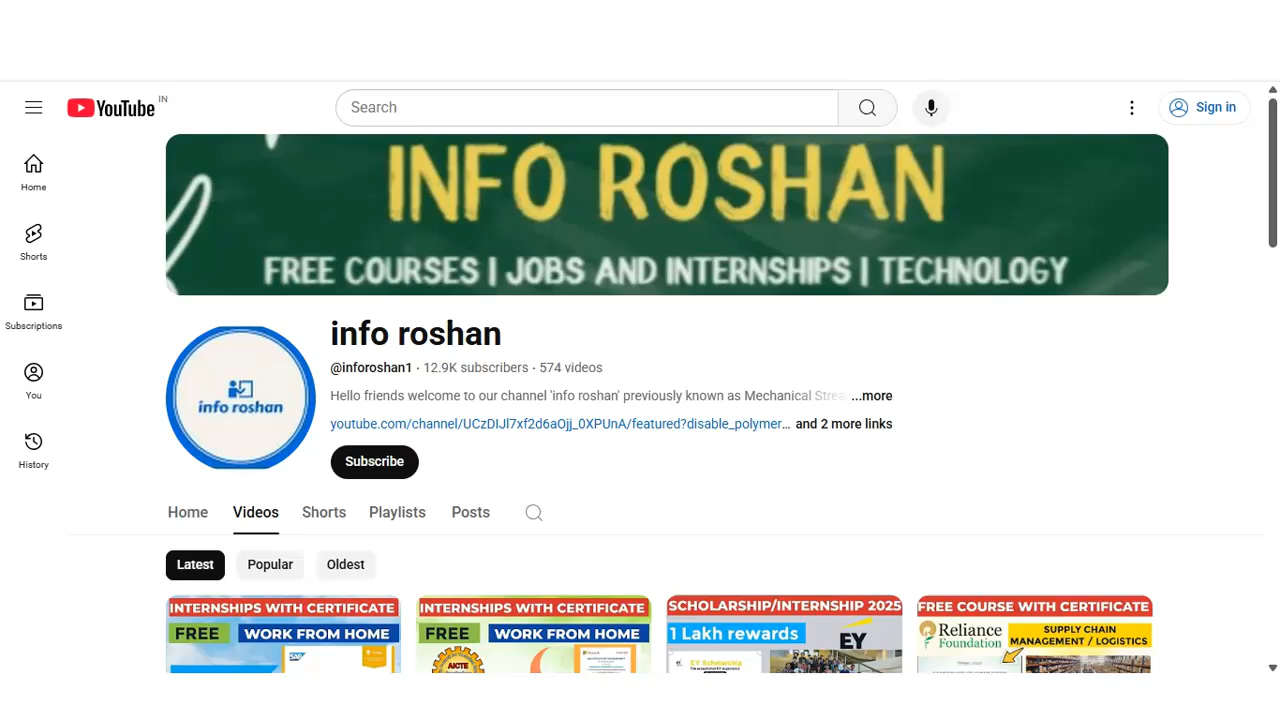 YouTube IN
Search
Sign in
Home
Shorts
Subscriptions
You
History
INFO ROSHAN
FREE COURSES | JOBS AND INTERNSHIPS | TECHNOLOGY
info roshan
info roshan
@inforoshan1 · 12.9K subscribers · 574 videos
Hello friends welcome to our channel 'info roshan' previously known as Mechanical Strea ...more
youtube.com/channel/UCzDIJl7xf2d6aOjj_0XPUnA/featured?disable_polymer... and 2 more links
Subscribe
Home Videos Shorts Playlists Posts
Latest Popular Oldest
INTERNSHIPS WITH CERTIFICATE
FREE WORK FROM HOME
SAP
INTERNSHIPS WITH CERTIFICATE
FREE WORK FROM HOME
AICTE
SCHOLARSHIP/INTERNSHIP 2025
1 Lakh rewards
EY
EY Scholarship
FREE COURSE WITH CERTIFICATE
Reliance Foundation
SUPPLY CHAIN
MANAGEMENT / LOGISTICS